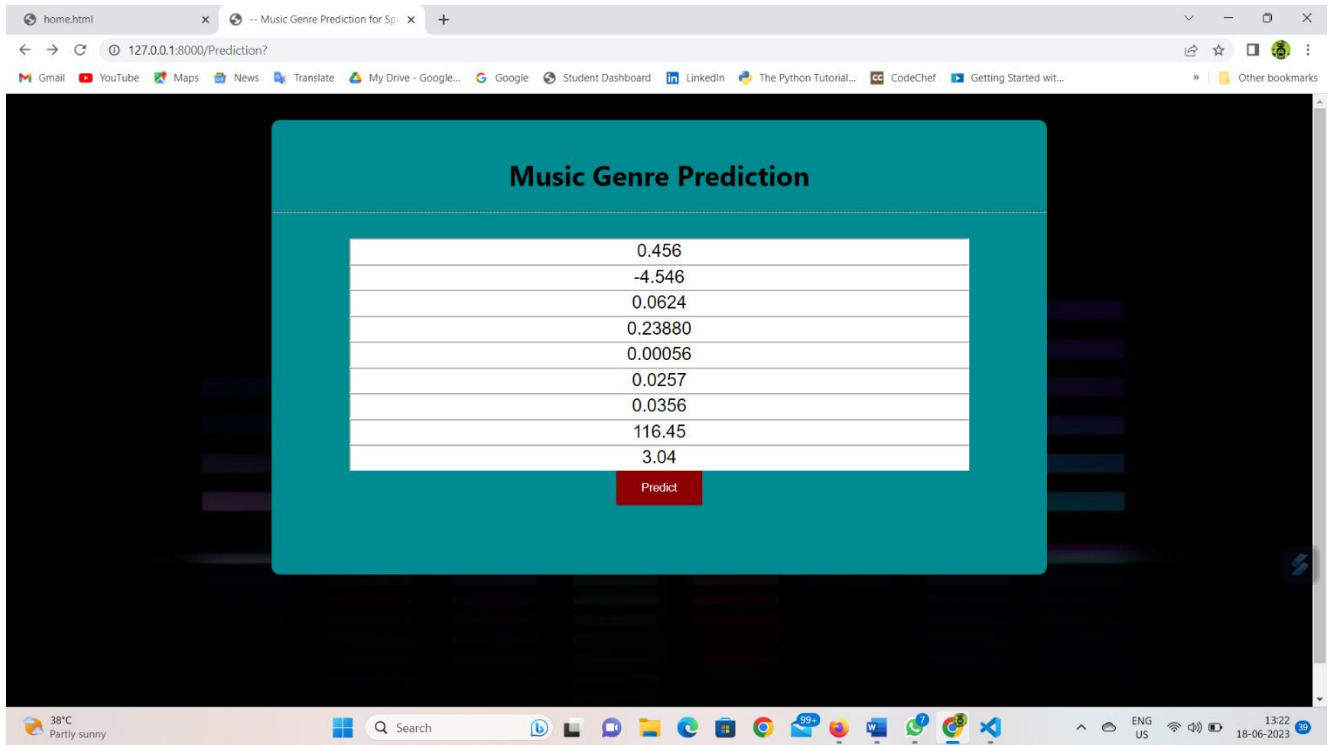 home.html
-- Music Genre Prediction for Sp
127.0.0.1:8000/Prediction?
Gmail YouTube Maps News Translate My Drive - Google... Google Student Dashboard LinkedIn The Python Tutorial... CodeChef Getting Started wit... » Other bookmarks
Music Genre Prediction
0.456
-4.546
0.0624
0.23880
0.00056
0.0257
0.0356
116.45
3.04
Predict
38°C
Partly sunny
Search
99+
7
ENG
US
13:22
18-06-2023
39